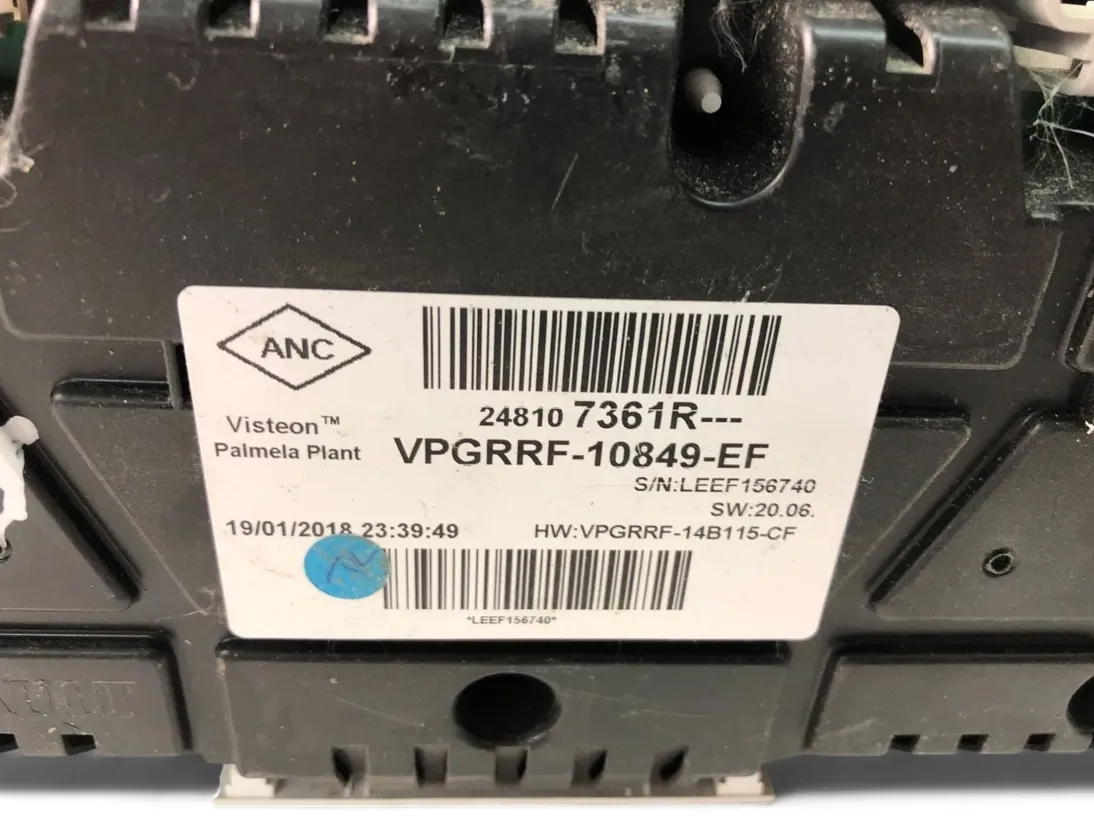 ANC
24810 7361R---
Visteon™
Palmela Plant
VPGRRF-10849-EF
S/N:LEEF156740
SW:20.06.
19/01/2018 23:39:49
HW:VPGRRF-14B115-CF
*LEEF156740*